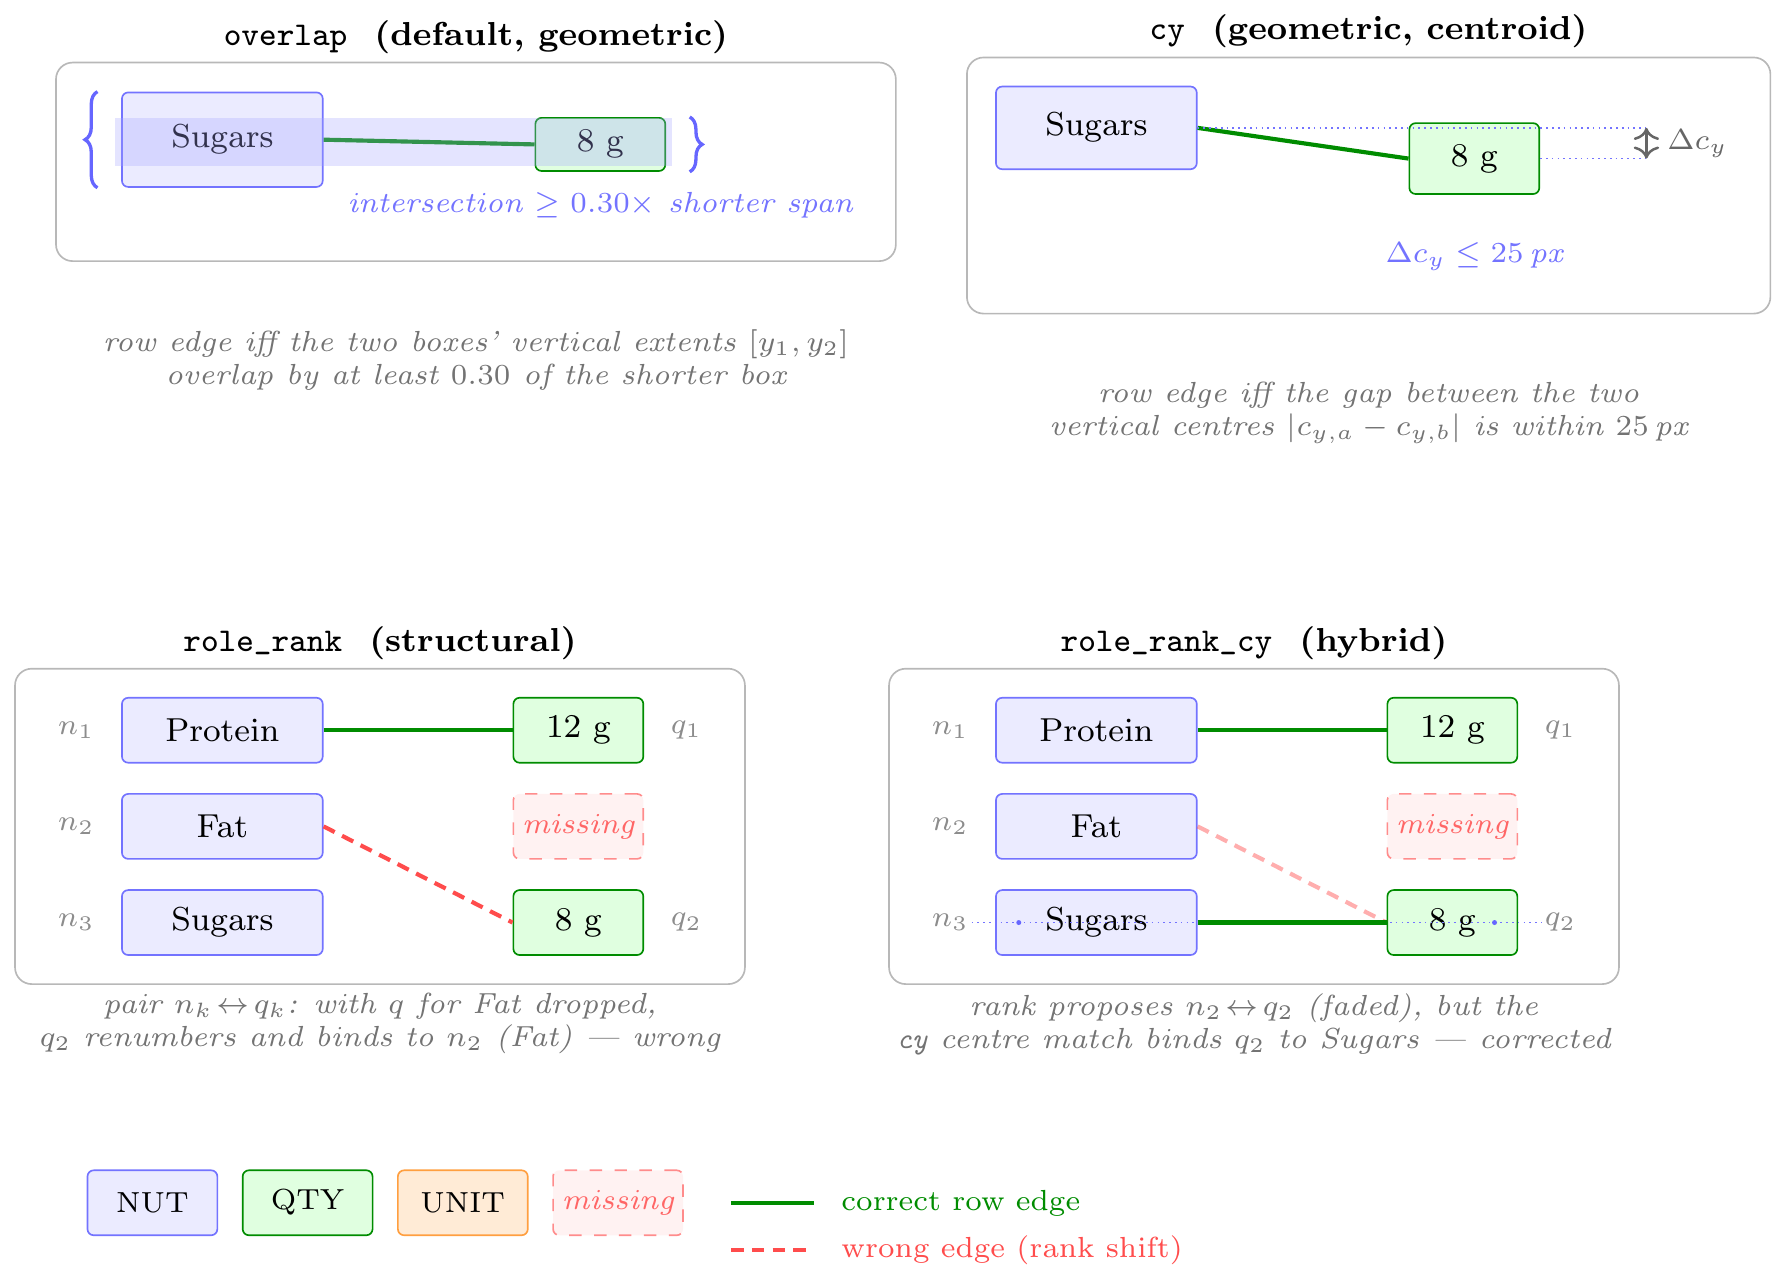 overlap (default, geometric)
Sugars
8 g
intersection ≥ 0.30× shorter span
row edge iff the two boxes' vertical extents [y₁, y₂]
overlap by at least 0.30 of the shorter box
cy (geometric, centroid)
Sugars
8 g
Δc_y
Δc_y ≤ 25 px
row edge iff the gap between the two
vertical centres |c_{y,a} − c_{y,b}| is within 25 px
role_rank (structural)
n₁ Protein 12 g q₁
n₂ Fat missing
n₃ Sugars 8 g q₂
pair n_k↔q_k: with q for Fat dropped,
q₂ renumbers and binds to n₂ (Fat) — wrong
role_rank_cy (hybrid)
n₁ Protein 12 g q₁
n₂ Fat missing
n₃ Sugars 8 g q₂
rank proposes n₂↔q₂ (faded), but the
cy centre match binds q₂ to Sugars — corrected
NUT QTY UNIT missing
correct row edge
wrong edge (rank shift)